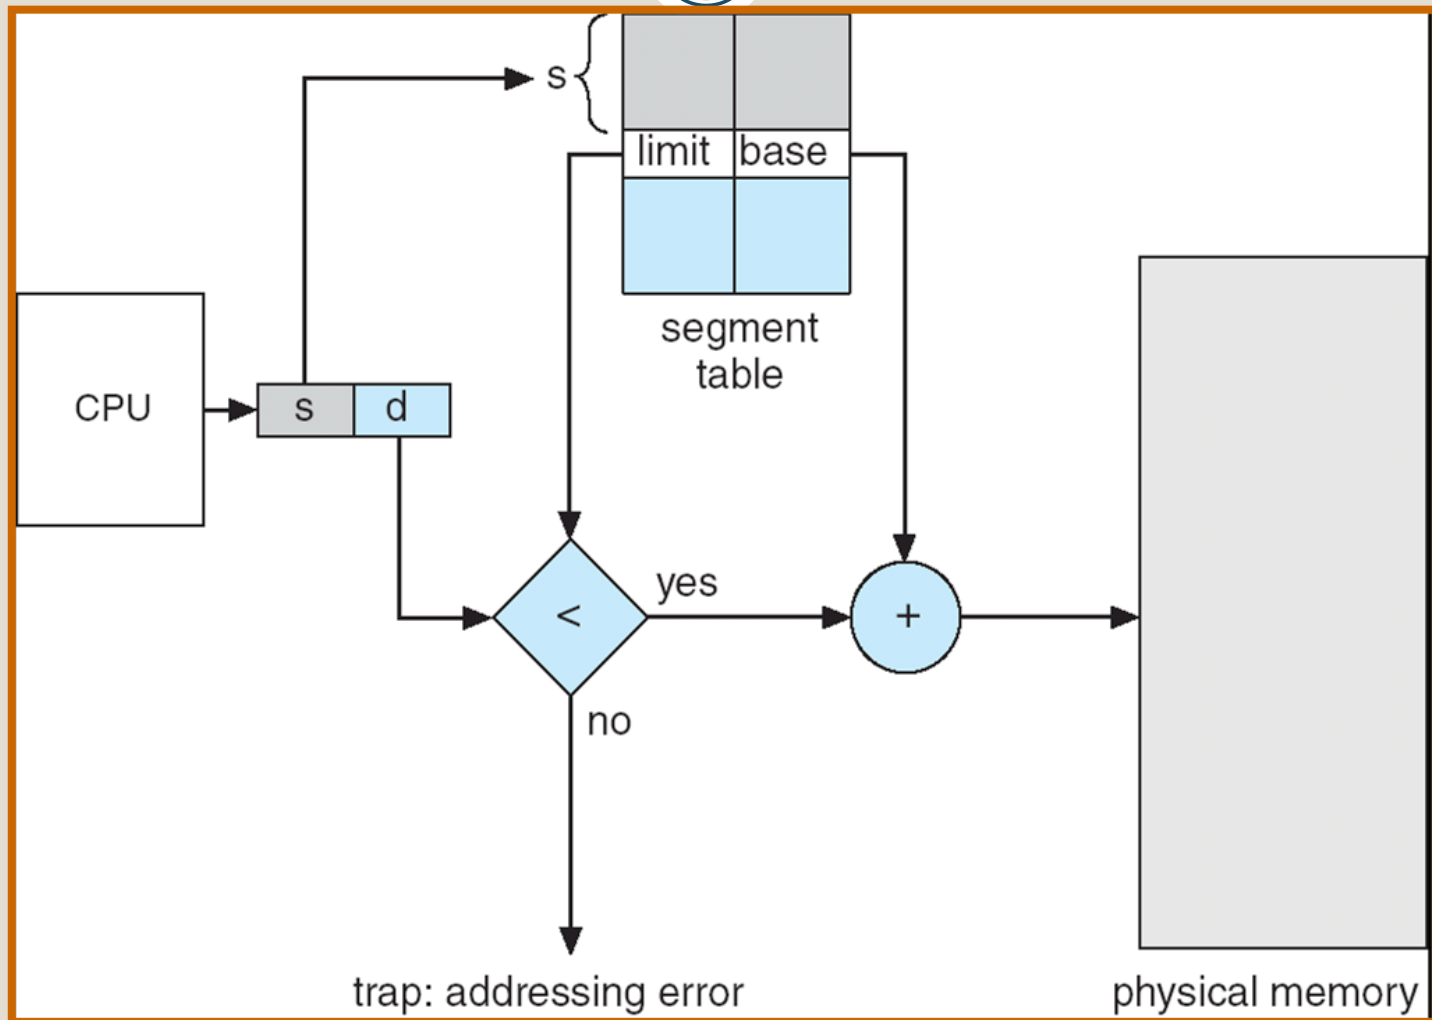 s
limit base
segment
table
CPU
s d
yes
<
+
no
trap: addressing error
physical memory